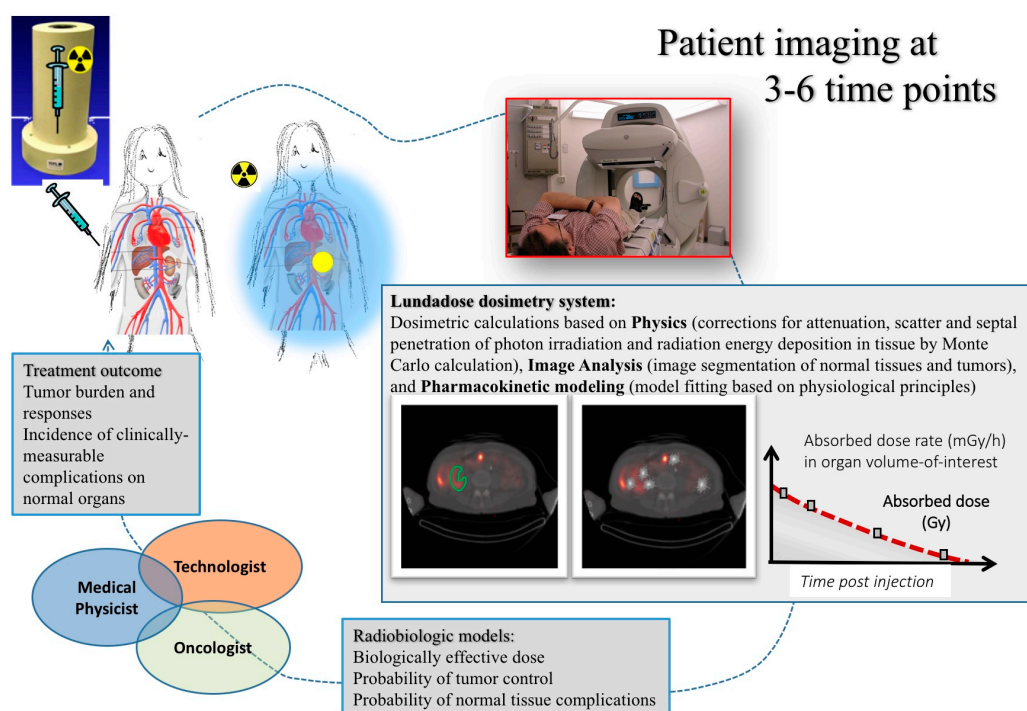 Patient imaging at
3-6 time points
Lundadose dosimetry system:
Dosimetric calculations based on Physics (corrections for attenuation, scatter and septal
penetration of photon irradiation and radiation energy deposition in tissue by Monte
Carlo calculation), Image Analysis (image segmentation of normal tissues and tumors),
and Pharmacokinetic modeling (model fitting based on physiological principles)
Absorbed dose rate (mGy/h)
in organ volume-of-interest
Absorbed dose
(Gy)
Time post injection
Treatment outcome
Tumor burden and
responses
Incidence of clinically-
measurable
complications on
normal organs
Technologist
Medical
Physicist
Oncologist
Radiobiologic models:
Biologically effective dose
Probability of tumor control
Probability of normal tissue complications